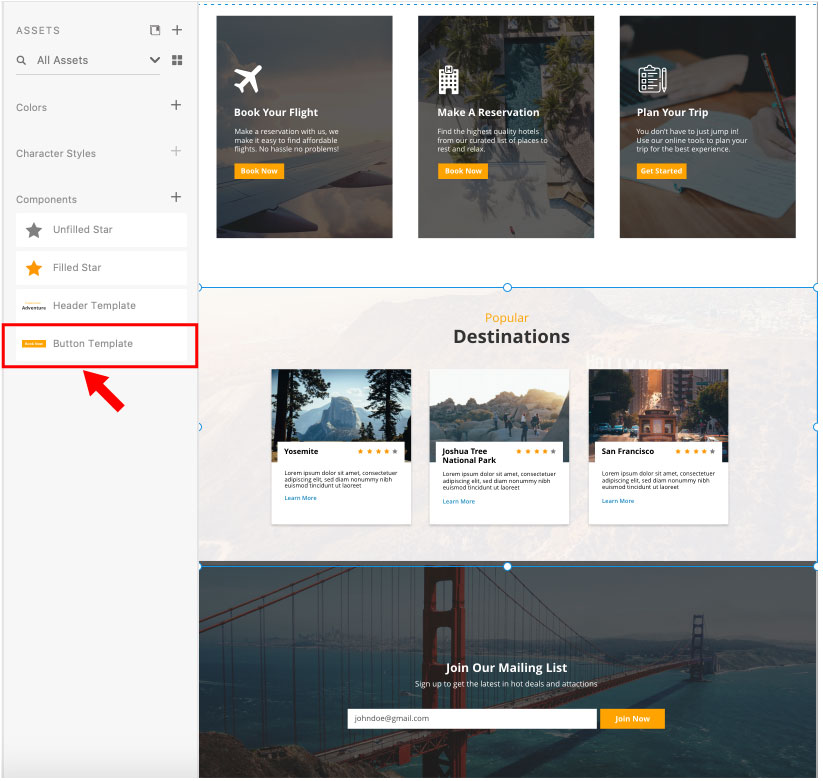 ASSETS
All Assets
Colors
Character Styles
Components
Unfilled Star
Filled Star
Adventure
Header Template
Book Now
Button Template
Book Your Flight
Make a reservation with us, we
make it easy to find affordable
flights. No hassle no problems!
Book Now
Make A Reservation
Find the highest quality hotels
from our curated list of places to
rest and relax.
Book Now
Plan Your Trip
You don't have to just jump in!
Use our online tools to plan your
trip for the best experience.
Get Started
Popular
Destinations
Yosemite
Lorem ipsum dolor sit amet, consectetuer
adipiscing elit, sed diam nonummy nibh
euismod tincidunt ut laoreet
Learn More
Joshua Tree
National Park
Lorem ipsum dolor sit amet, consectetuer
adipiscing elit, sed diam nonummy nibh
euismod tincidunt ut laoreet
Learn More
San Francisco
Lorem ipsum dolor sit amet, consectetuer
adipiscing elit, sed diam nonummy nibh
euismod tincidunt ut laoreet
Learn More
Join Our Mailing List
Sign up to get the latest in hot deals and attactions
johndoe@gmail.com
Join Now